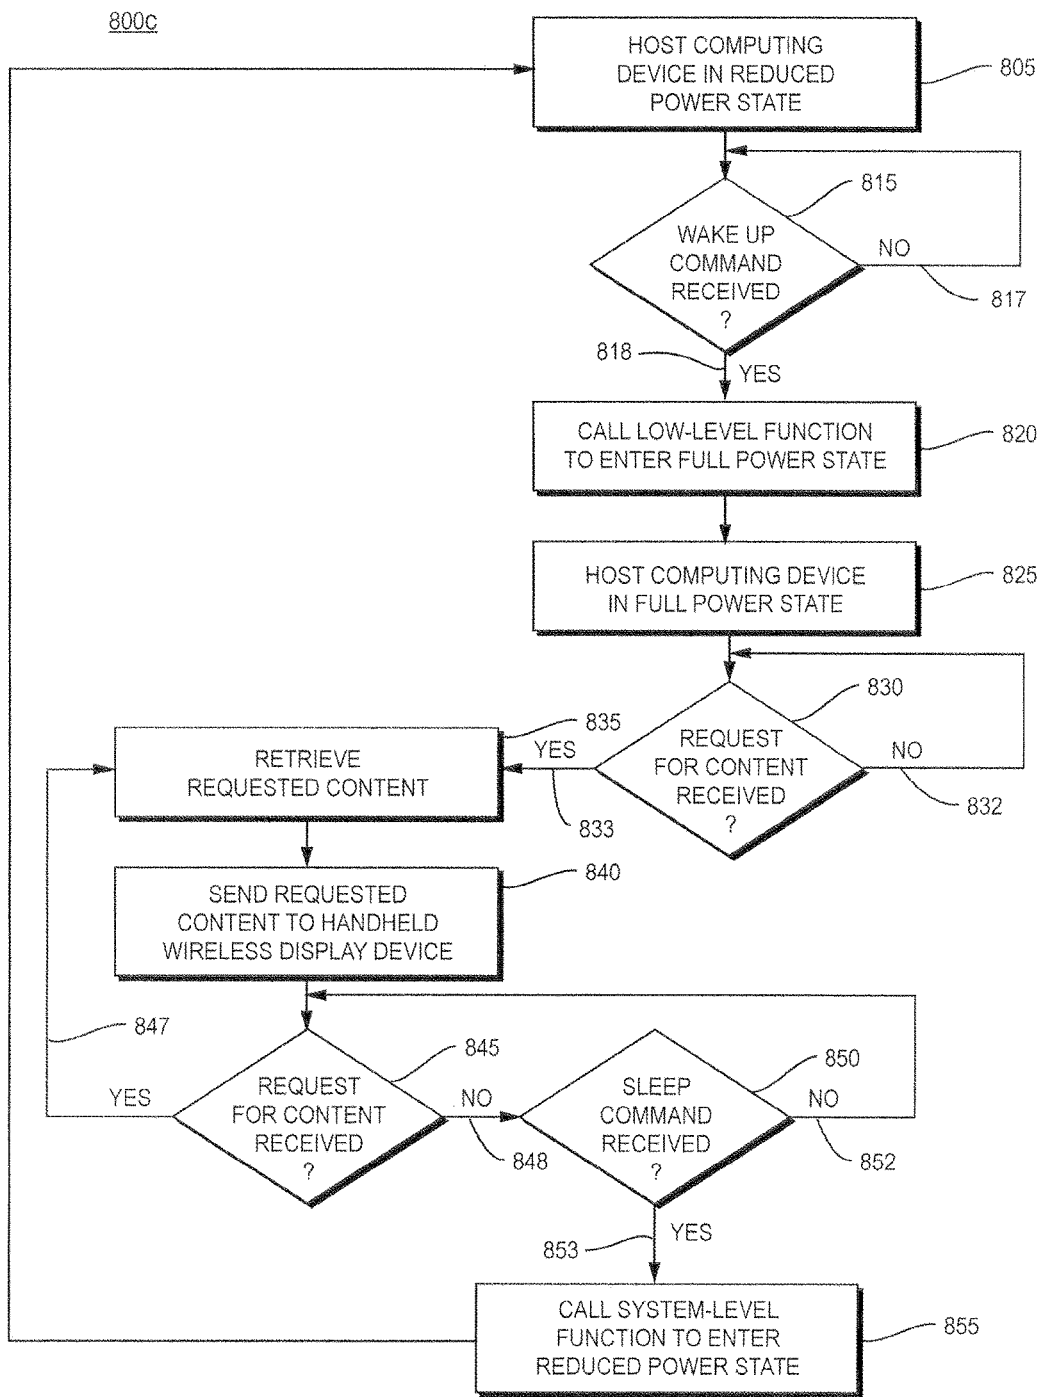 800c
HOST COMPUTING
DEVICE IN REDUCED
POWER STATE
805
815
WAKE UP
COMMAND
RECEIVED
?
NO
817
818
YES
CALL LOW-LEVEL FUNCTION
TO ENTER FULL POWER STATE
820
HOST COMPUTING DEVICE
IN FULL POWER STATE
825
830
REQUEST
FOR CONTENT
RECEIVED
?
NO
832
YES
833
835
RETRIEVE
REQUESTED CONTENT
840
SEND REQUESTED
CONTENT TO HANDHELD
WIRELESS DISPLAY DEVICE
847
YES
845
REQUEST
FOR CONTENT
RECEIVED
?
NO
848
850
SLEEP
COMMAND
RECEIVED
?
NO
852
853
YES
CALL SYSTEM-LEVEL
FUNCTION TO ENTER
REDUCED POWER STATE
855